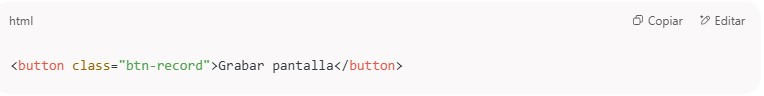 html Copiar Editar
<button class="btn-record">Grabar pantalla</button>